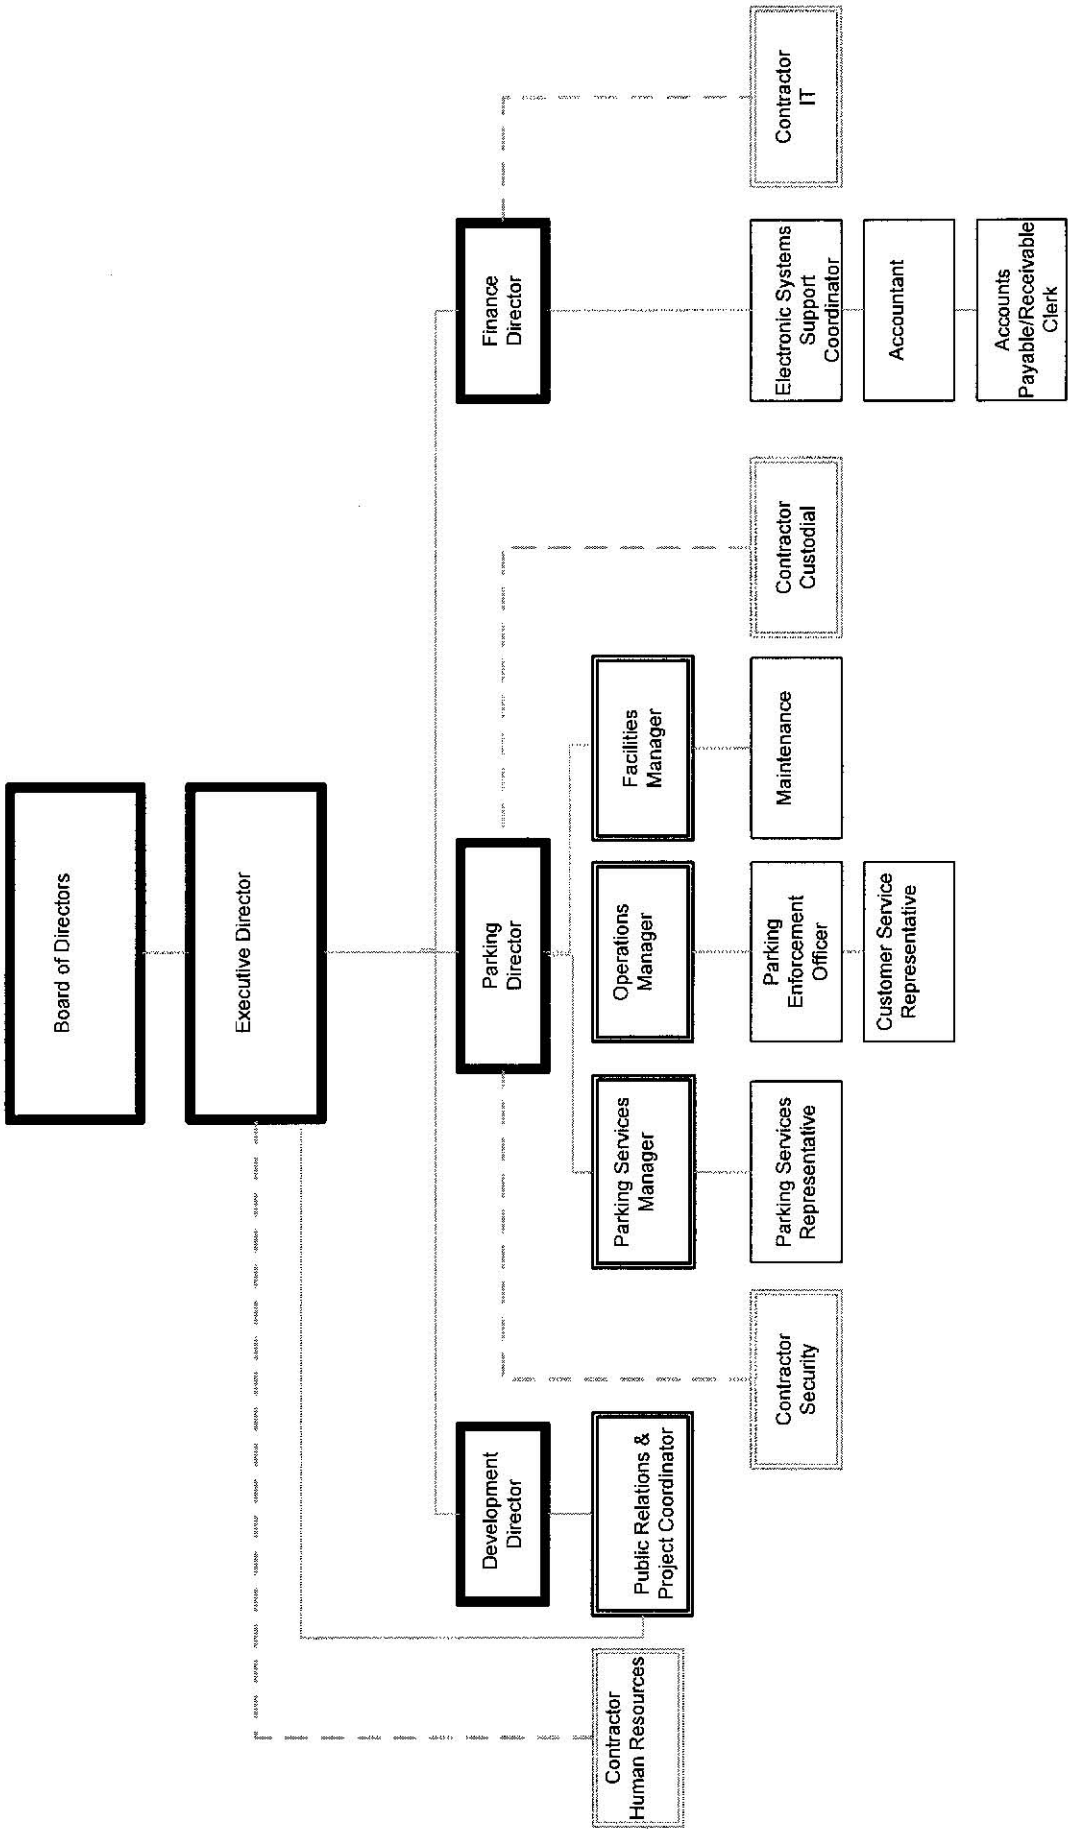 Board of Directors
Executive Director
Development
Director
Parking
Director
Finance
Director
Contractor
Human Resources
Public Relations &
Project Coordinator
Parking Services
Manager
Operations
Manager
Facilities
Manager
Contractor
Security
Parking Services
Representative
Parking
Enforcement
Officer
Maintenance
Contractor
Custodial
Electronic Systems
Support
Coordinator
Contractor
IT
Customer Service
Representative
Accountant
Accounts
Payable/Receivable
Clerk